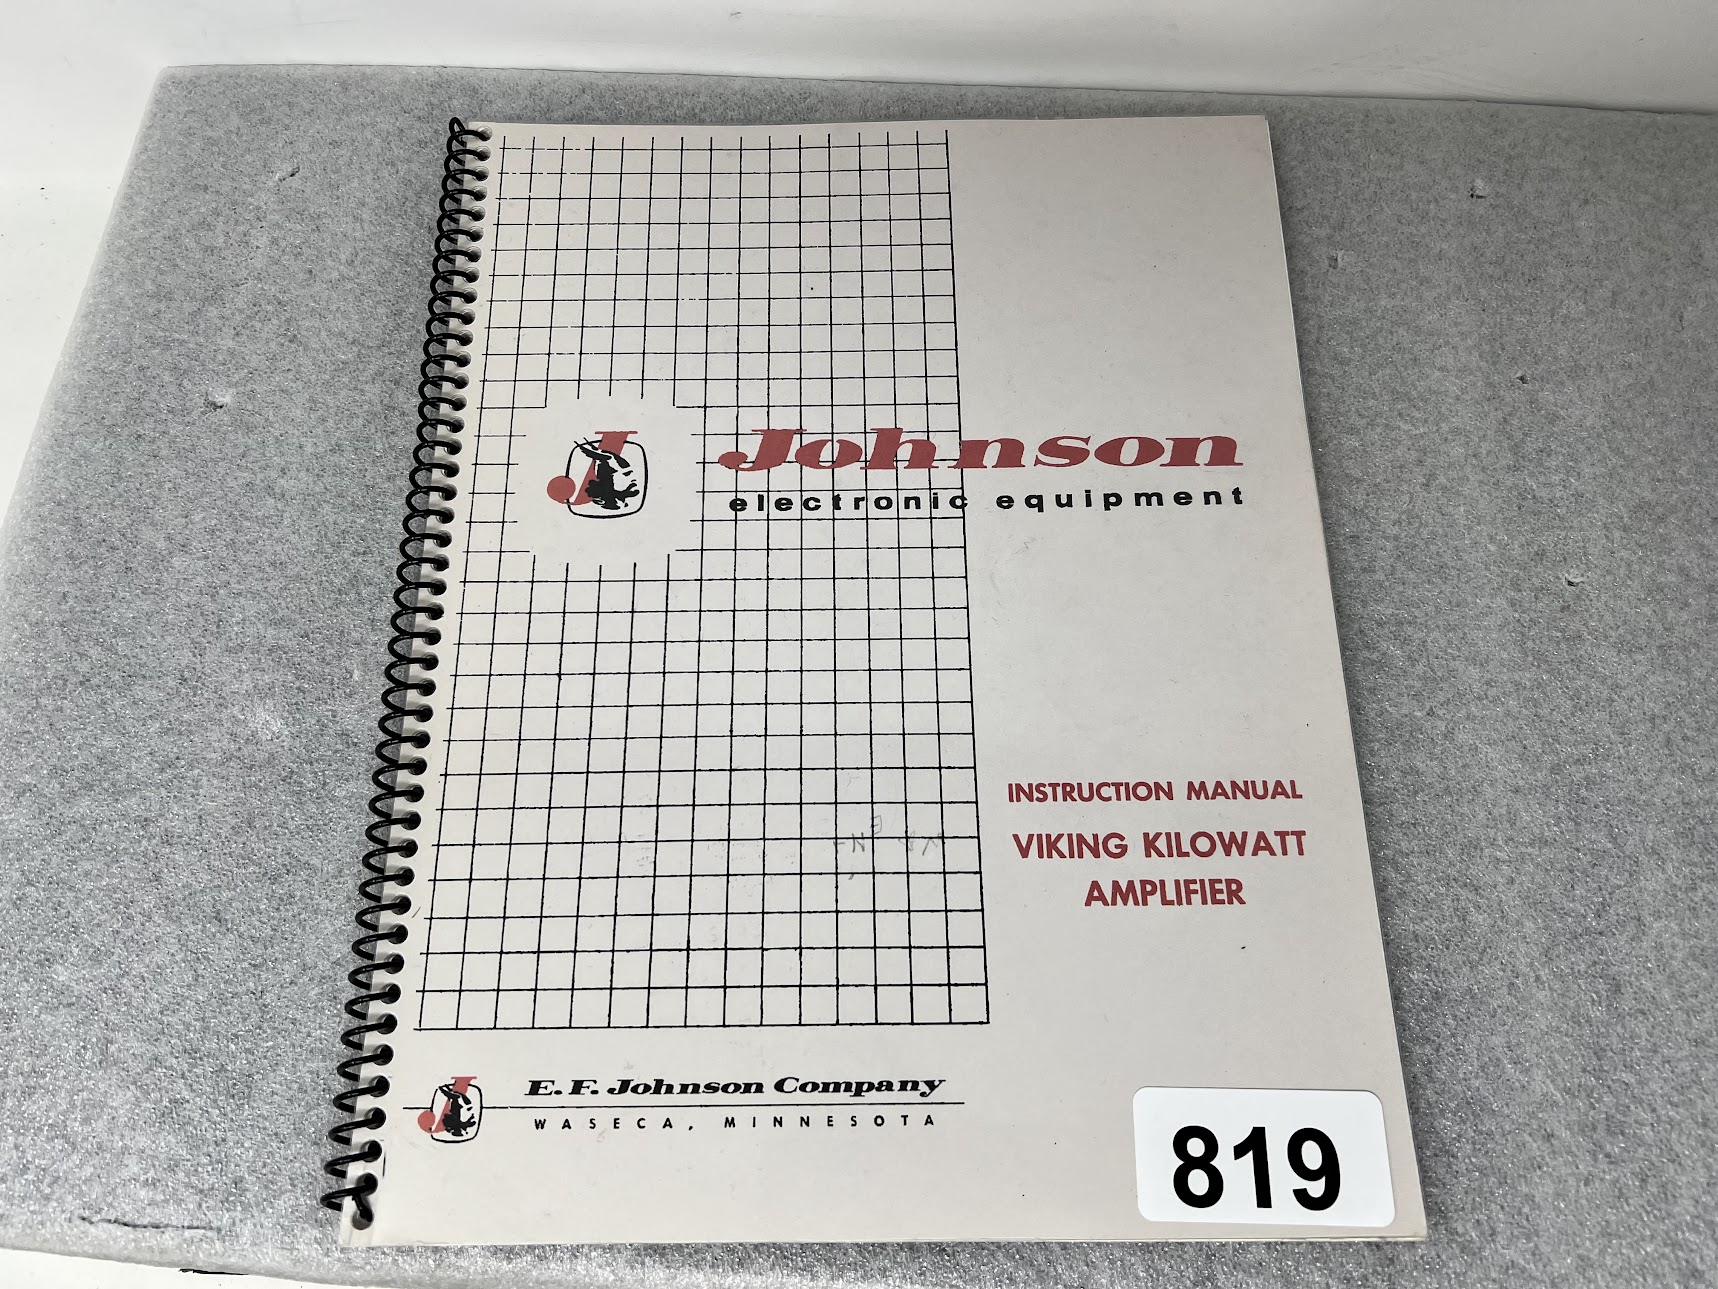 Johnson
electronic equipment
INSTRUCTION MANUAL
VIKING KILOWATT
AMPLIFIER
E. F. Johnson Company
WASECA, MINNESOTA
819